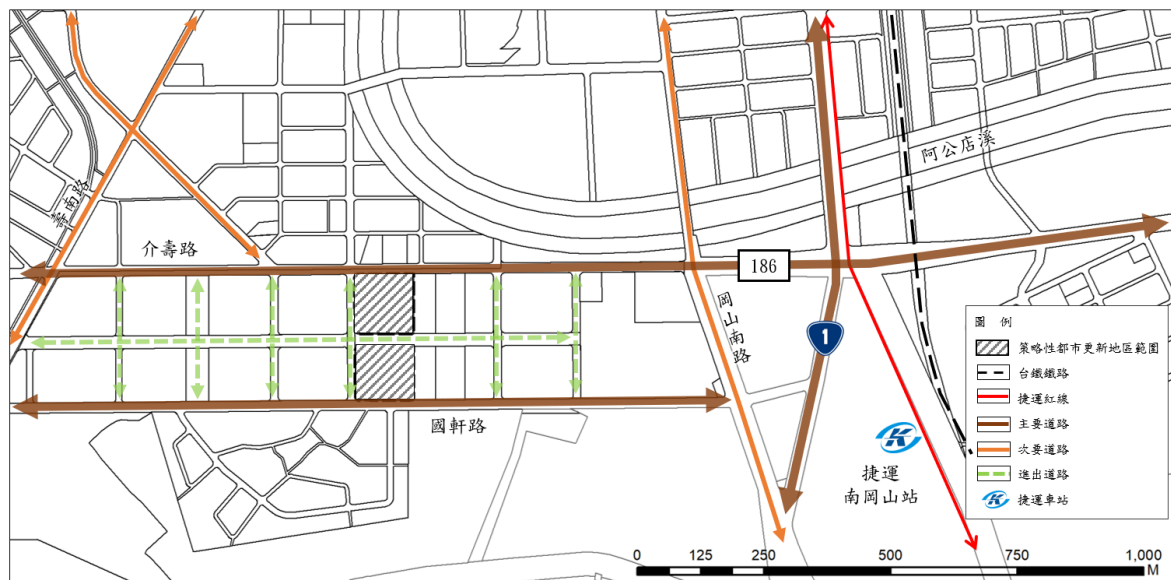 阿公店溪
壽南路
介壽路
186
岡山南路
1
國軒路
捷運
南岡山站
圖 例
策略性都市更新地區範圍
台鐵鐵路
捷運紅線
主要道路
次要道路
進出道路
捷運車站
0 125 250 500 750 1,000
M